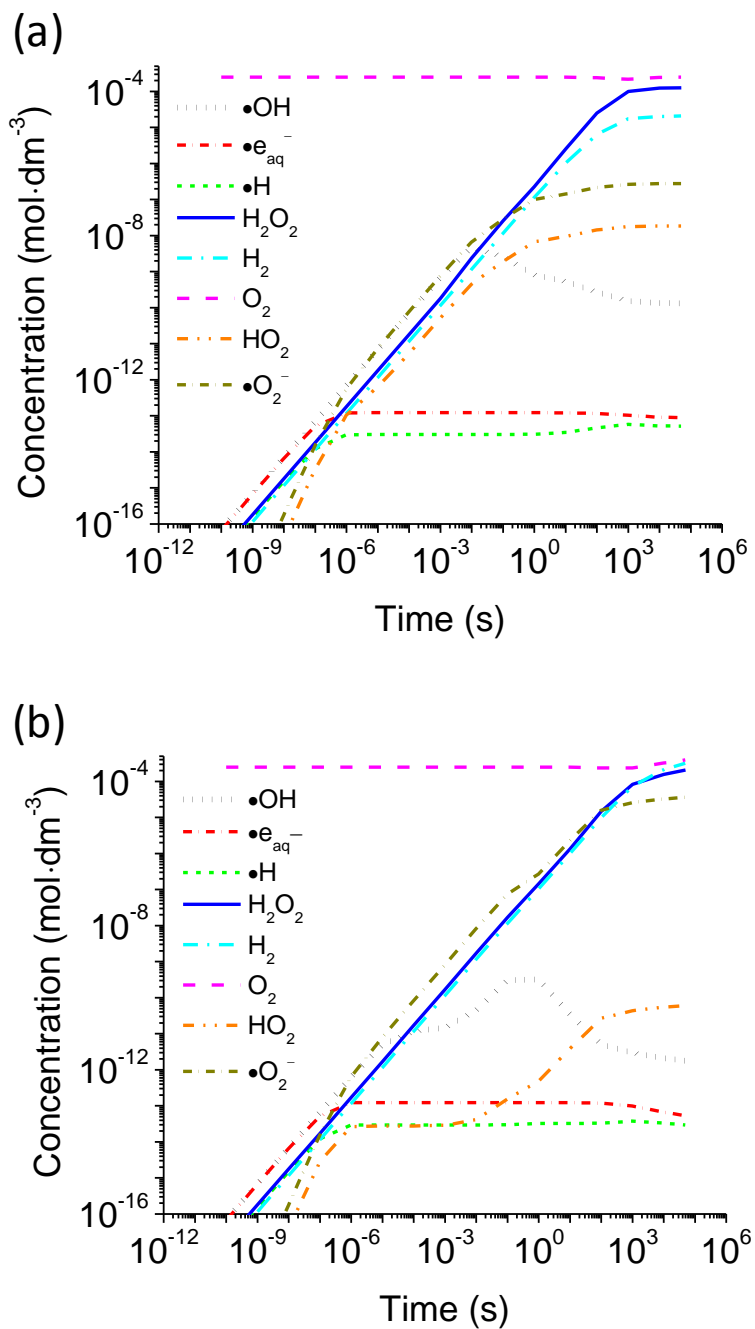 (a)
Concentration (mol·dm⁻³)
10⁻⁴
10⁻⁸
10⁻¹²
10⁻¹⁶
•OH
•e_aq⁻
•H
H₂O₂
H₂
O₂
HO₂
•O₂⁻
10⁻¹² 10⁻⁹ 10⁻⁶ 10⁻³ 10⁰ 10³ 10⁶
Time (s)
(b)
Concentration (mol·dm⁻³)
10⁻⁴
10⁻⁸
10⁻¹²
10⁻¹⁶
•OH
•e_aq⁻
•H
H₂O₂
H₂
O₂
HO₂
•O₂⁻
10⁻¹² 10⁻⁹ 10⁻⁶ 10⁻³ 10⁰ 10³ 10⁶
Time (s)